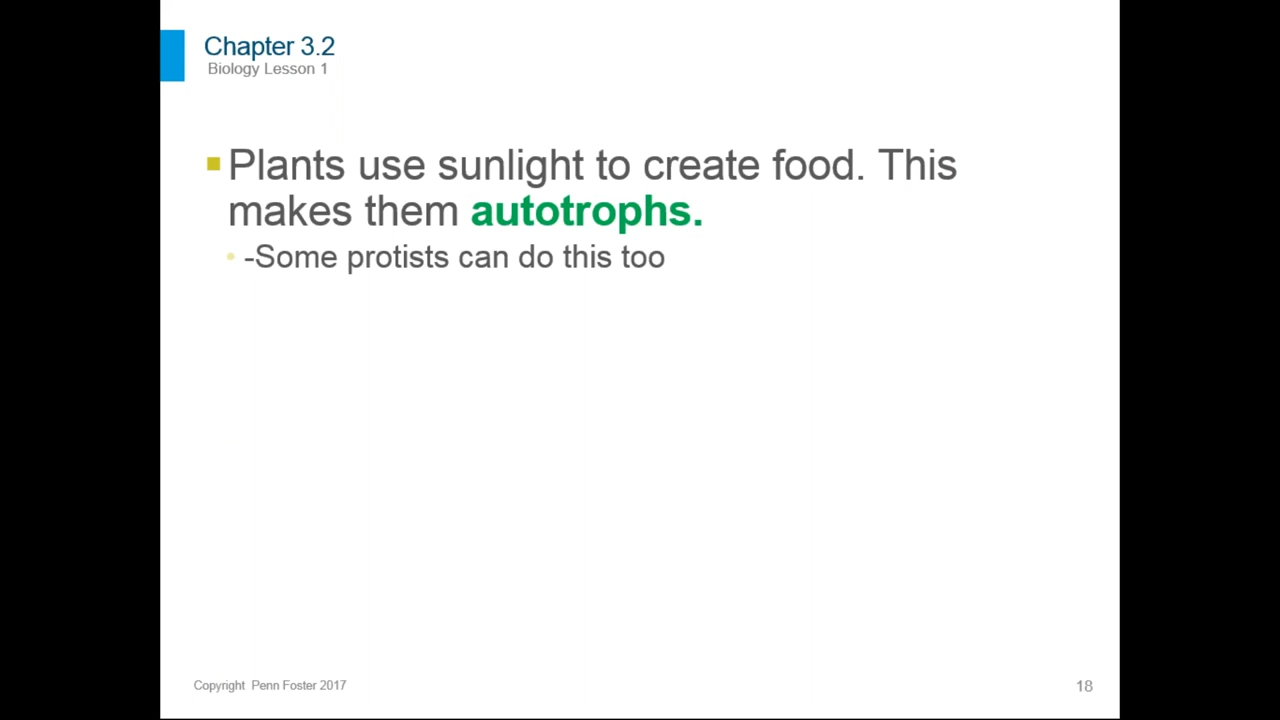 Chapter 3.2
Biology Lesson 1
Plants use sunlight to create food. This
makes them autotrophs.
-Some protists can do this too
Copyright Penn Foster 2017
18